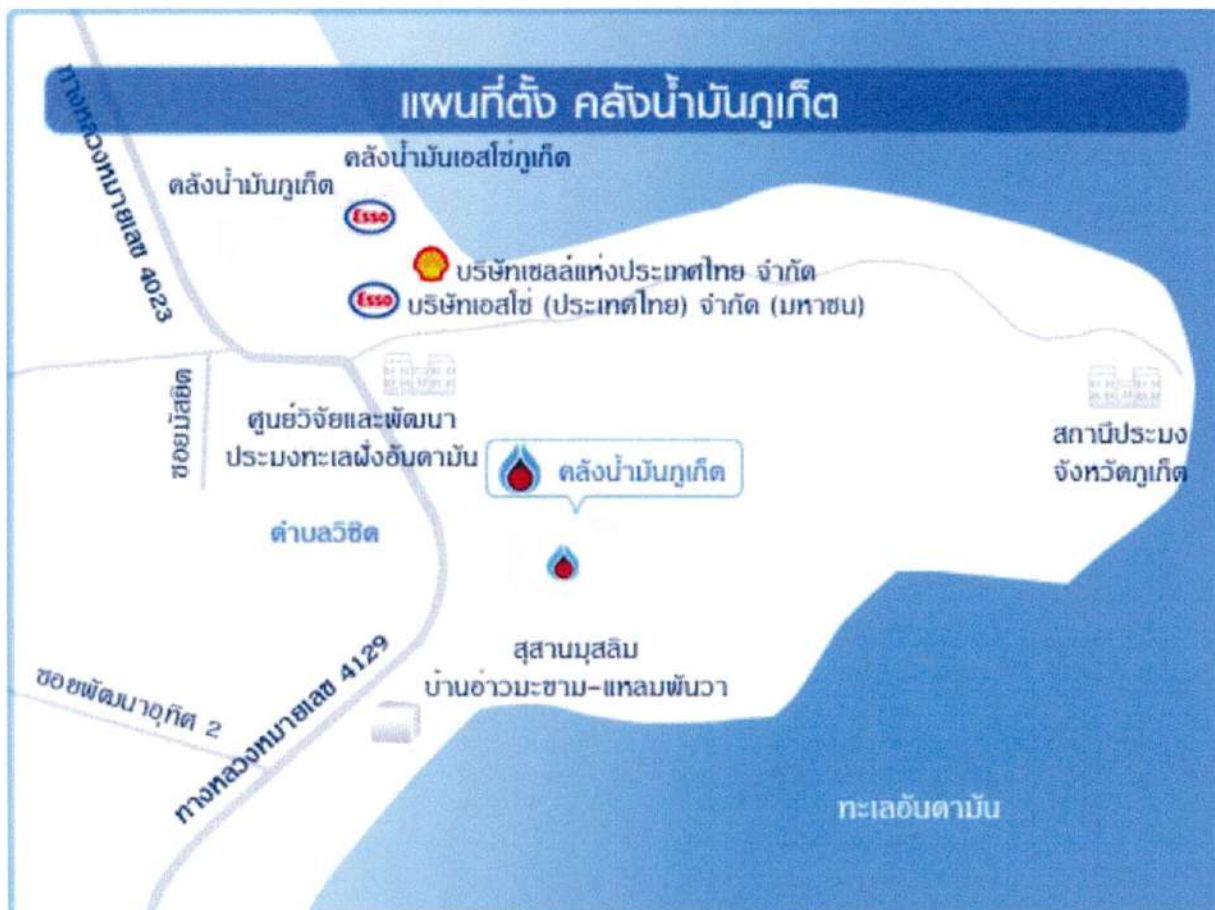 แผนที่ตั้ง คลังน้ำมันภูเก็ต
ทางหลวงหมายเลข 4023
คลังน้ำมันเอสโซ่ภูเก็ต
คลังน้ำมันภูเก็ต
Esso
บริษัทเชลล์แห่งประเทศไทย จำกัด
Esso
บริษัทเอสโซ่ (ประเทศไทย) จำกัด (มหาชน)
ซอยมัสยิด
ศูนย์วิจัยและพัฒนา
ประมงทะเลฝั่งอันดามัน
คลังน้ำมันภูเก็ต
สถานีประมง
จังหวัดภูเก็ต
ตำบลวิชิต
สุสานมุสลิม
บ้านอ่าวมะขาม-แหลมพันวา
ซอยพัฒนาอุทิศ 2
ทางหลวงหมายเลข 4129
ทะเลอันดามัน